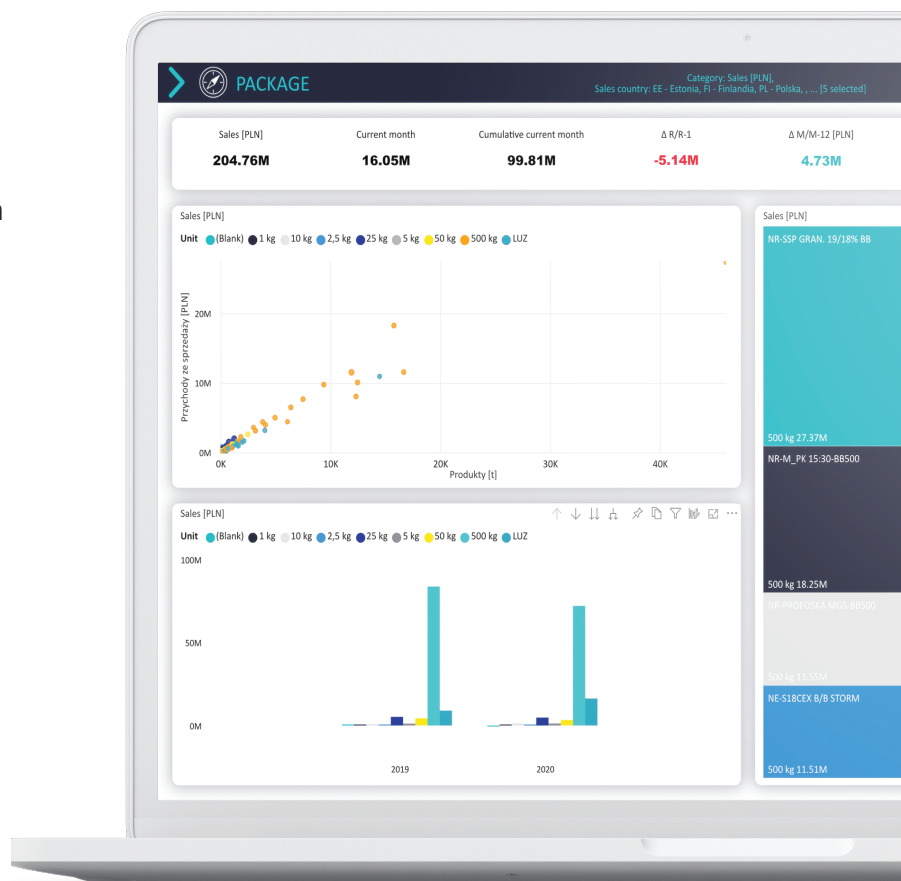 PACKAGE
Category: Sales [PLN],
Sales country: EE - Estonia, FI - Finlandia, PL - Polska, , ... [5 selected]
Sales [PLN] Current month Cumulative current month Δ R/R-1 Δ M/M-12 [PLN]
204.76M 16.05M 99.81M -5.14M 4.73M
Sales [PLN]
Unit (Blank) 1 kg 10 kg 2,5 kg 25 kg 5 kg 50 kg 500 kg LUZ
Przychody ze sprzedaży [PLN]
20M
10M
0M
0K 10K 20K 30K 40K
Produkty [t]
Sales [PLN]
Unit (Blank) 1 kg 10 kg 2,5 kg 25 kg 5 kg 50 kg 500 kg LUZ
100M
50M
0M
2019 2020
Sales [PLN]
NR-SSP GRAN. 19/18% BB
500 kg 27.37M
NR-M_PK 15:30-BB500
500 kg 18.25M
NR-PROFOSKA MGS-BB500
500 kg 11.55M
NE-S18CEX B/B STORM
500 kg 11.51M